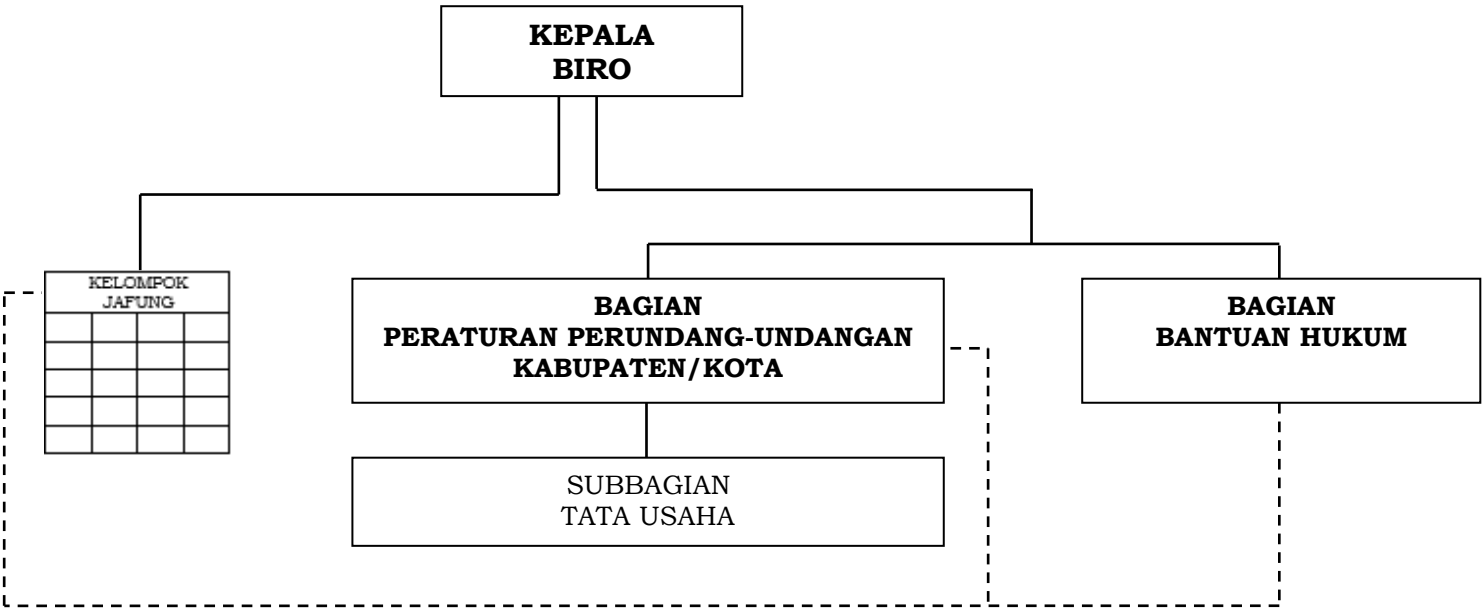 KEPALA
BIRO
KELOMPOK
JAFUNG
BAGIAN
PERATURAN PERUNDANG-UNDANGAN
KABUPATEN/KOTA
BAGIAN
BANTUAN HUKUM
SUBBAGIAN
TATA USAHA